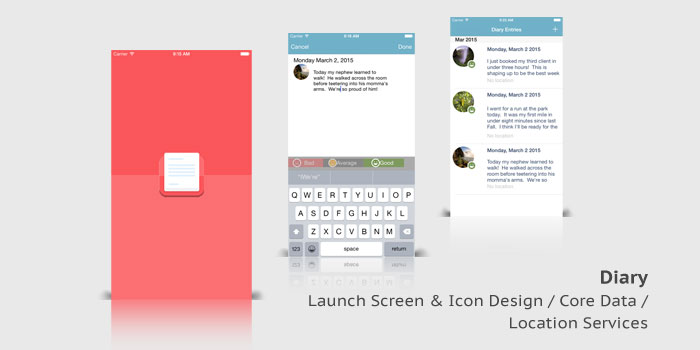 Carrier
9:15 AM
Carrier
9:16 AM
Cancel
Done
Monday March 2, 2015
Today my nephew learned to
walk! He walked across the room
before teetering into his momma's
arms. We're so proud of him!
Bad
Average
Good
"We're"
Q W E R T Y U I O P
A S D F G H J K L
Z X C V B N M
123
space
return
Carrier
9:25 AM
Diary Entries
+
Mar 2015
Monday, March 2 2015
I just booked my third client in
under three hours! This is
shaping up to be the best week
No location
Monday, March 2 2015
I went for a run at the park
today. It was my first mile in
under eight minutes since last
Fall. I think I'll be ready for the
No location
Monday, March 2 2015
Today my nephew learned to
walk! He walked across the room
before teetering into his
momma's arms. We're so
No location
Diary
Launch Screen & Icon Design / Core Data /
Location Services